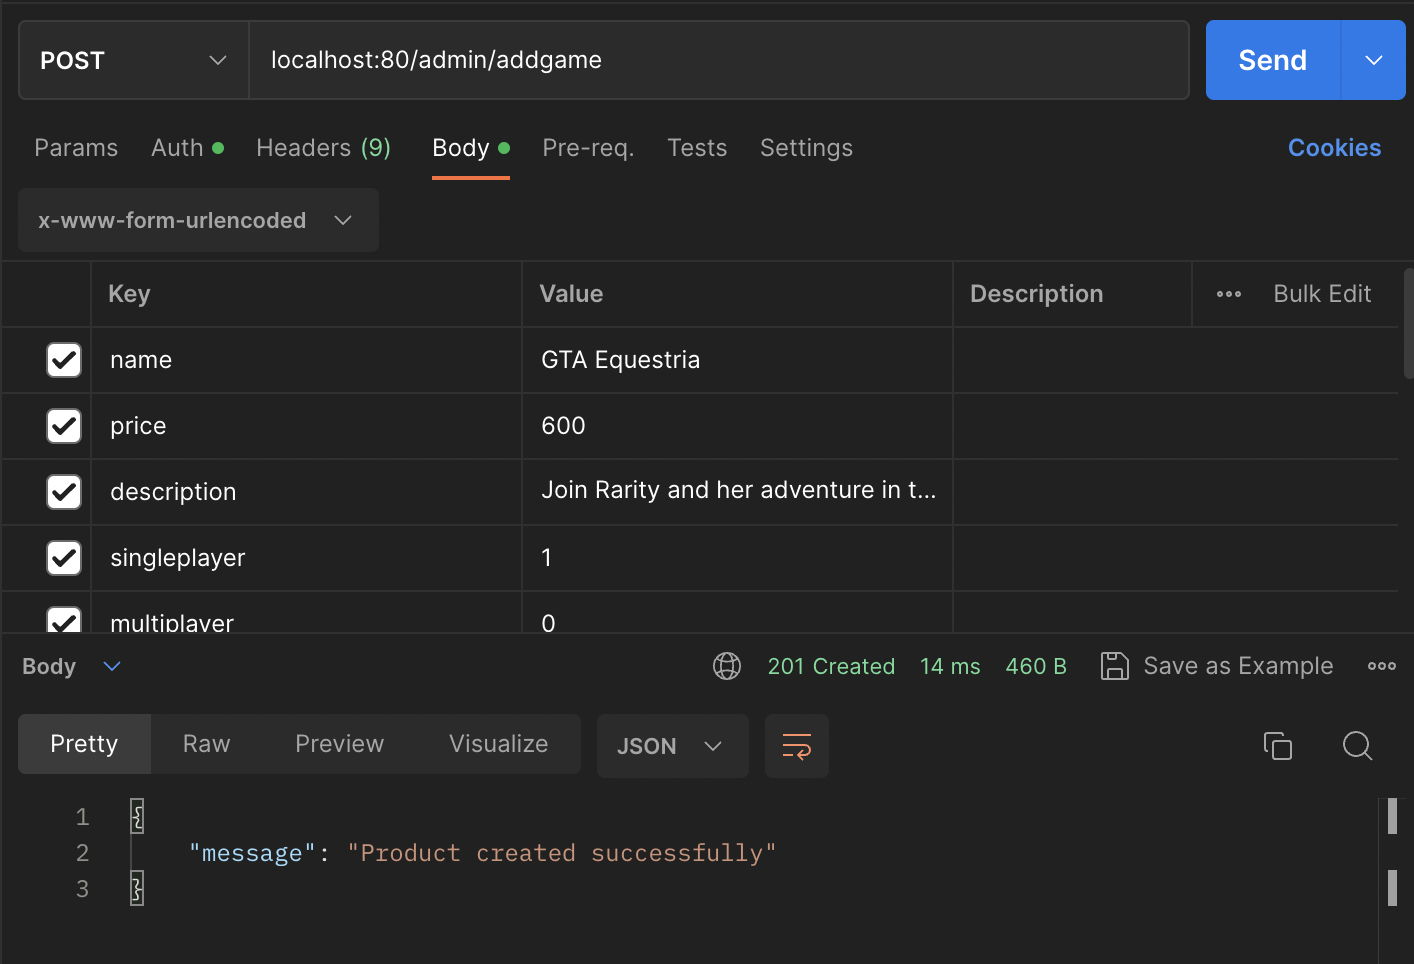 POST localhost:80/admin/addgame Send
Params Auth Headers (9) Body Pre-req. Tests Settings Cookies
x-www-form-urlencoded
Key Value Description Bulk Edit
name GTA Equestria
price 600
description Join Rarity and her adventure in t...
singleplayer 1
multiplayer 0
Body 201 Created 14 ms 460 B Save as Example
Pretty Raw Preview Visualize JSON
1 {
2 "message": "Product created successfully"
3 }